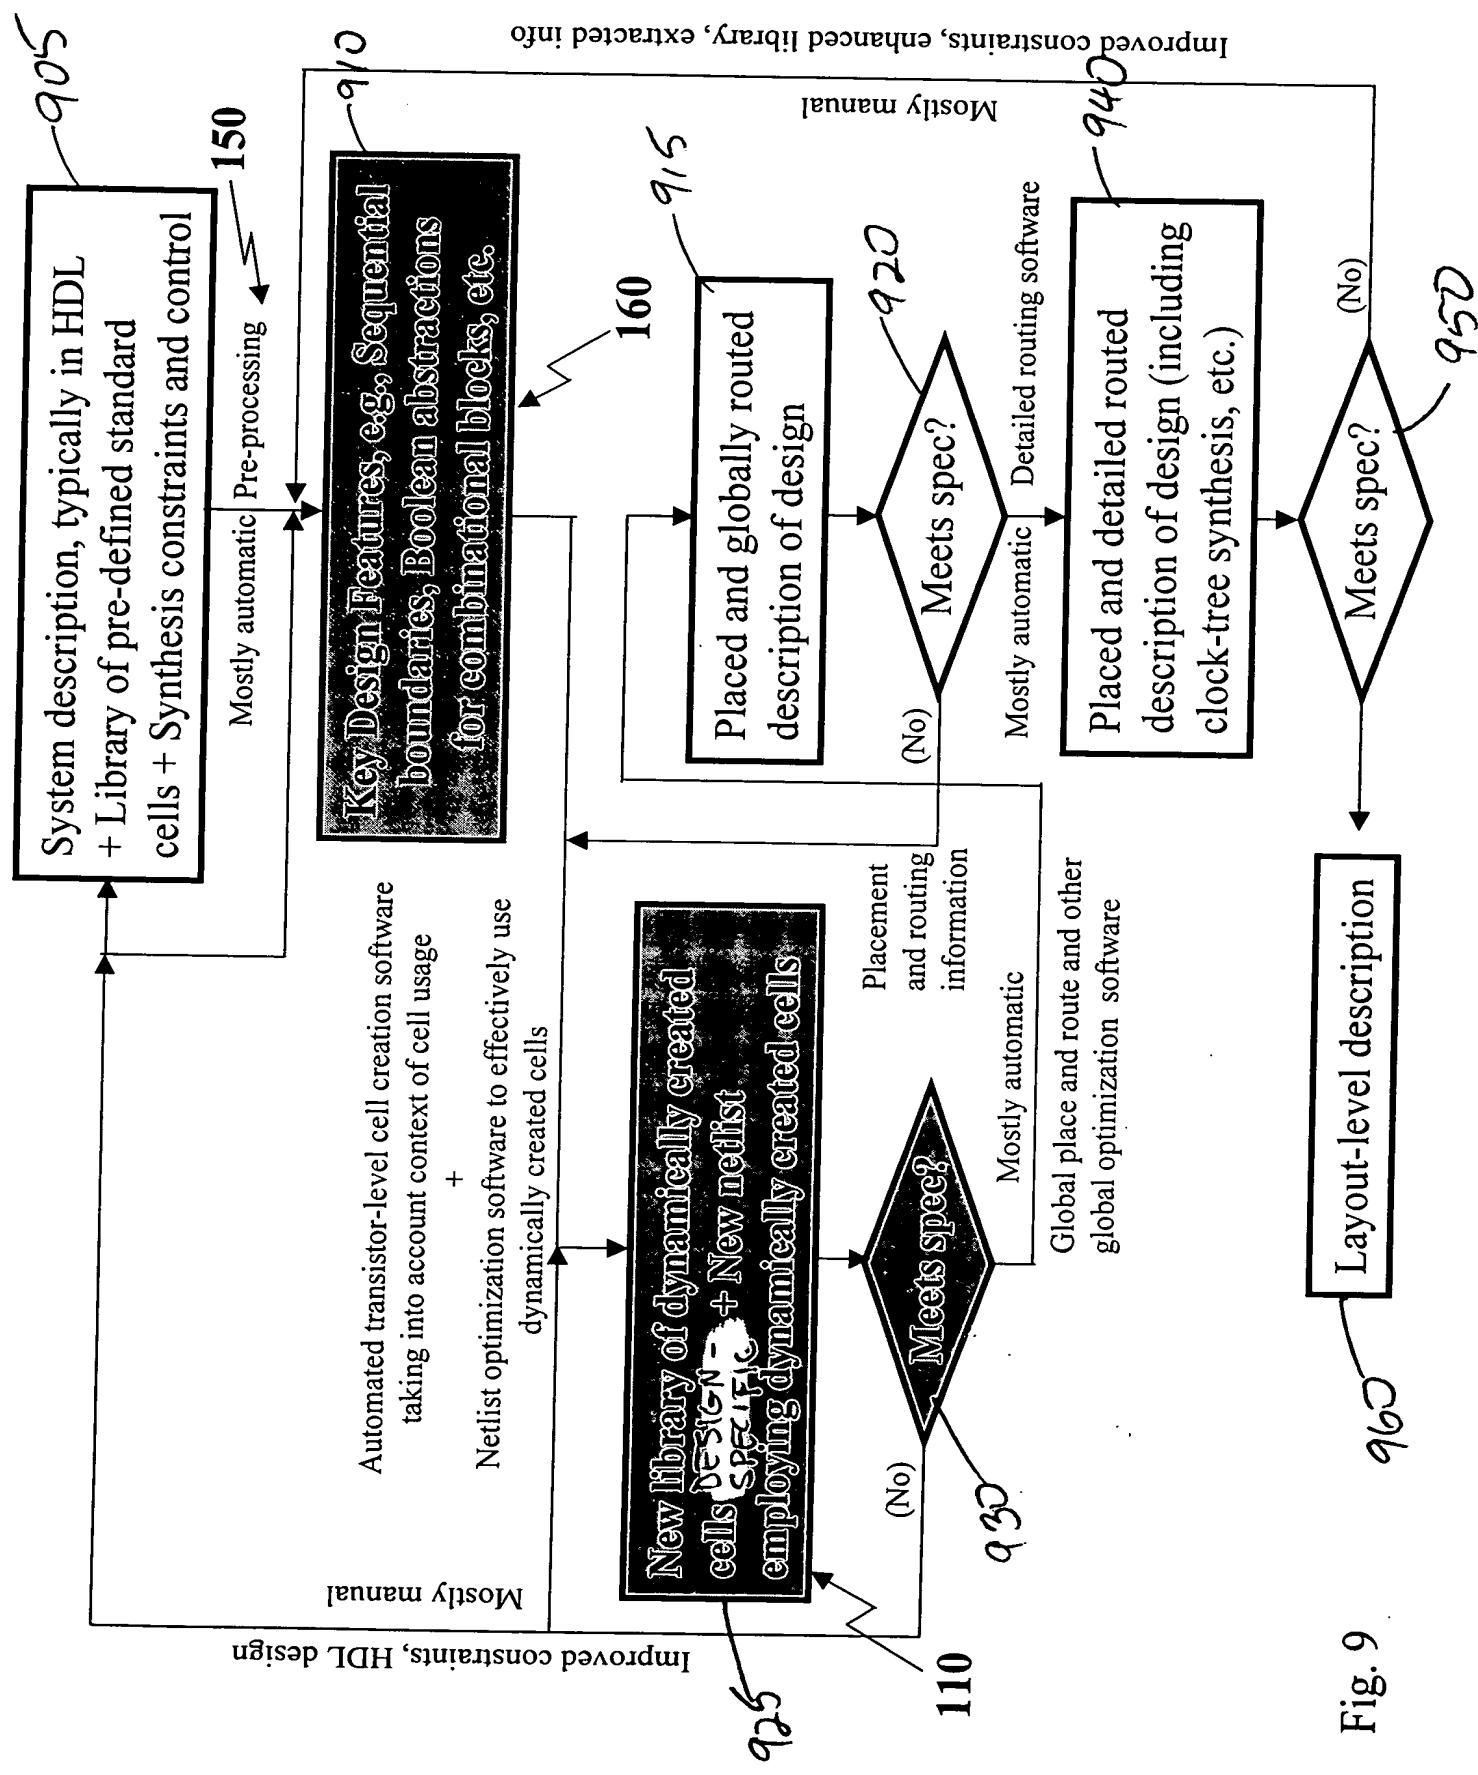 905
System description, typically in HDL
+ Library of pre-defined standard
cells + Synthesis constraints and control
150
Mostly automatic
Pre-processing
910
Key Design Features, e.g., Sequential
boundaries, Boolean abstractions
for combinational blocks, etc.
160
Improved constraints, enhanced library, extracted info
Mostly manual
Automated transistor-level cell creation software
taking into account context of cell usage
+
Netlist optimization software to effectively use
dynamically created cells
Mostly manual
Improved constraints, HDL design
New library of dynamically created
cells DESIGN-
SPECIFIC + New netlist
employing dynamically created cells
925
110
Meets spec?
(No)
930
Mostly automatic
Global place and route and other
global optimization software
915
Placed and globally routed
description of design
920
Meets spec?
(No)
Placement
and routing
information
Mostly automatic
Detailed routing software
940
Placed and detailed routed
description of design (including
clock-tree synthesis, etc.)
Meets spec?
(No)
950
Layout-level description
960
Fig. 9